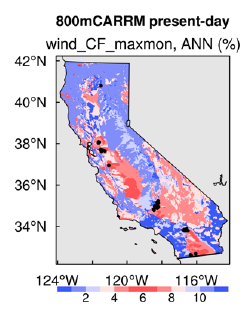 800mCARRM present-day
wind_CF_maxmon, ANN (%)
42°N
40°N
38°N
36°N
34°N
124°W 120°W 116°W
2 4 6 8 10